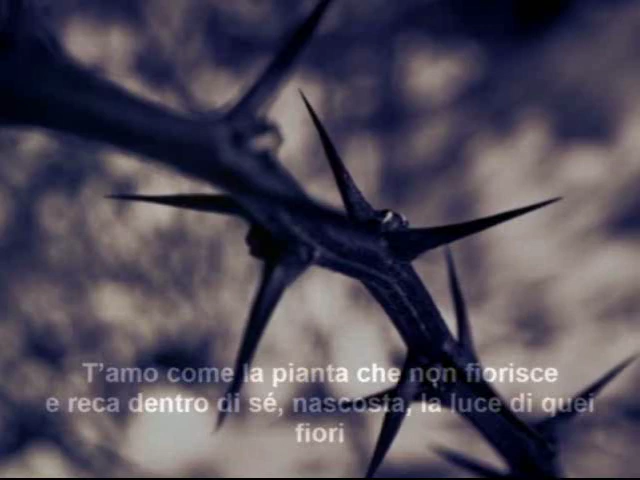 T’amo come la pianta che non fiorisce
e reca dentro di sé, nascosta, la luce di quei
fiori